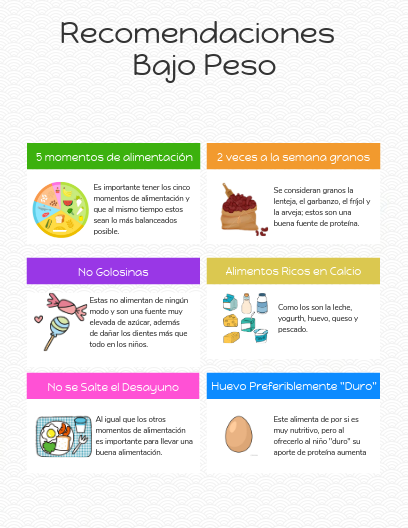 Recomendaciones
Bajo Peso
5 momentos de alimentación
Es importante tener los cinco
momentos de alimentación y
que al mismo tiempo estos
sean lo más balanceados
posible.
2 veces a la semana granos
Se consideran granos la
lenteja, el garbanzo, el fríjol y
la arveja; estos son una
buena fuente de proteína.
No Golosinas
Estas no alimentan de ningún
modo y son una fuente muy
elevada de azúcar, además
de dañar los dientes más que
todo en los niños.
Alimentos Ricos en Calcio
Como los son la leche,
yogurth, huevo, queso y
pescado.
No se Salte el Desayuno
Al igual que los otros
momentos de alimentación
es importante para llevar una
buena alimentación.
Huevo Preferiblemente "Duro"
Este alimenta de por si es
muy nutritivo, pero al
ofrecerlo al niño "duro" su
aporte de proteína aumenta